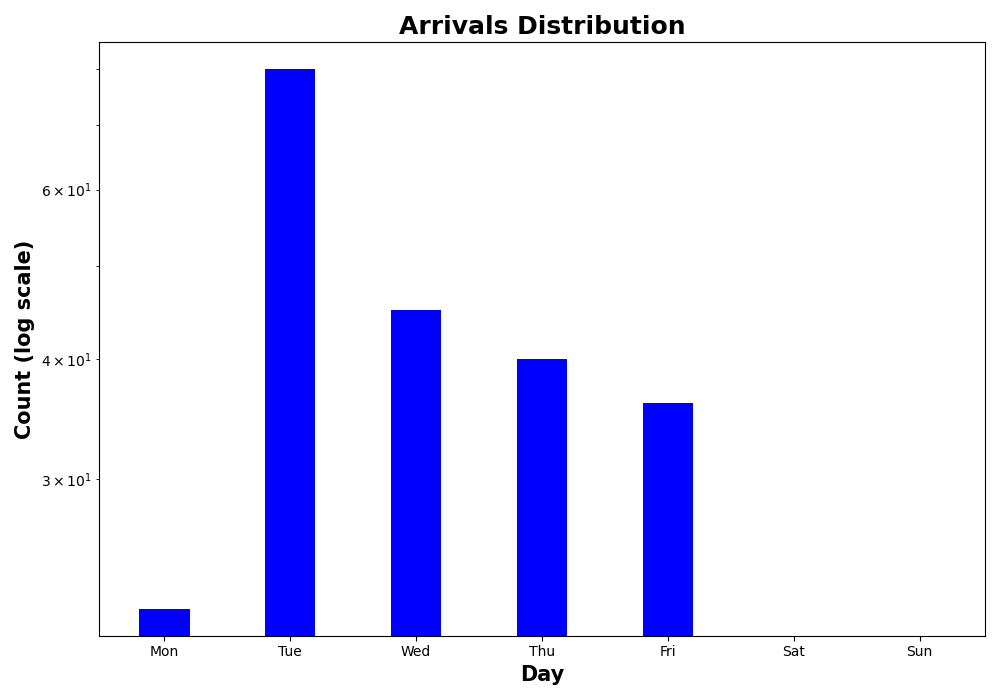 Arrivals Distribution
Count (log scale)
6 × 10¹
4 × 10¹
3 × 10¹
Mon Tue Wed Thu Fri Sat Sun
Day